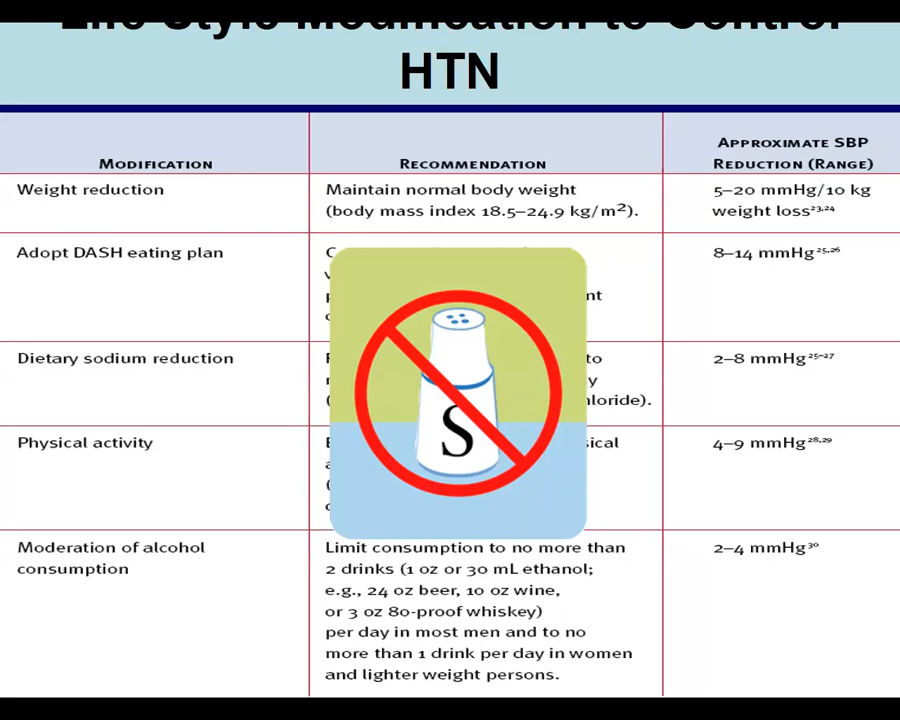 Life Style Modification to Control
HTN
Modification
Recommendation
Approximate SBP
Reduction (Range)
Weight reduction
Maintain normal body weight
(body mass index 18.5–24.9 kg/m²).
5–20 mmHg/10 kg
weight loss23,24
Adopt DASH eating plan
8–14 mmHg25,26
Dietary sodium reduction
to
2–8 mmHg25–27
Physical activity
4–9 mmHg28,29
S
Moderation of alcohol
consumption
Limit consumption to no more than
2 drinks (1 oz or 30 mL ethanol;
e.g., 24 oz beer, 10 oz wine,
or 3 oz 80-proof whiskey)
per day in most men and to no
more than 1 drink per day in women
and lighter weight persons.
2–4 mmHg30